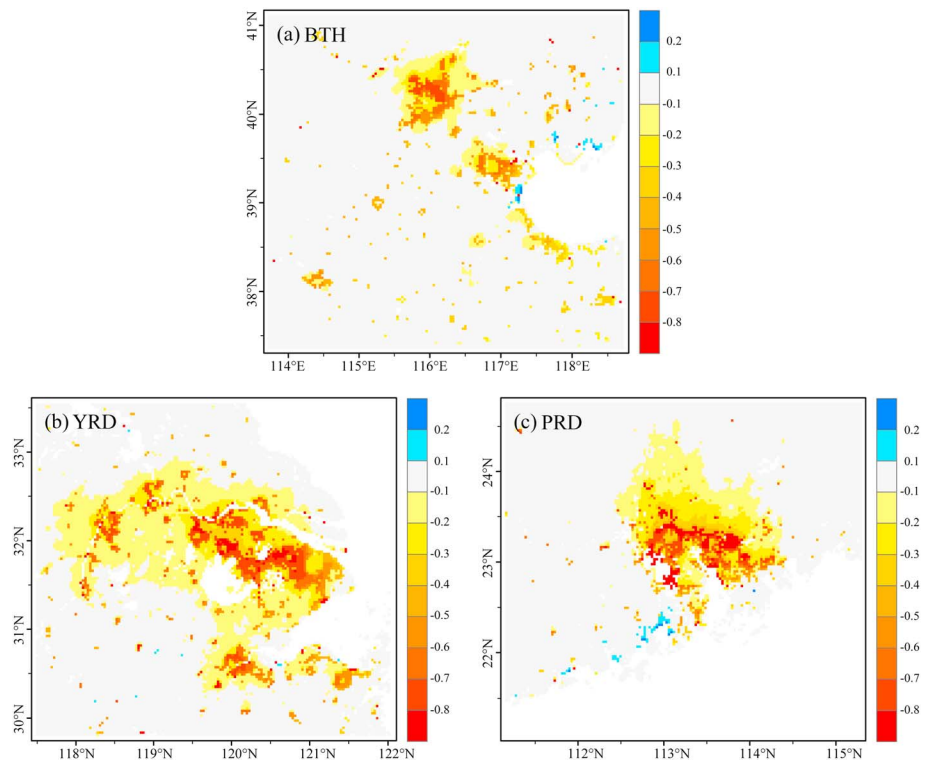 (a) BTH
41°N
40°N
39°N
38°N
114°E 115°E 116°E 117°E 118°E
0.2
0.1
-0.1
-0.2
-0.3
-0.4
-0.5
-0.6
-0.7
-0.8
(b) YRD
33°N
32°N
31°N
30°N
118°E 119°E 120°E 121°E 122°E
0.2
0.1
-0.1
-0.2
-0.3
-0.4
-0.5
-0.6
-0.7
-0.8
(c) PRD
24°N
23°N
22°N
112°E 113°E 114°E 115°E
0.2
0.1
-0.1
-0.2
-0.3
-0.4
-0.5
-0.6
-0.7
-0.8